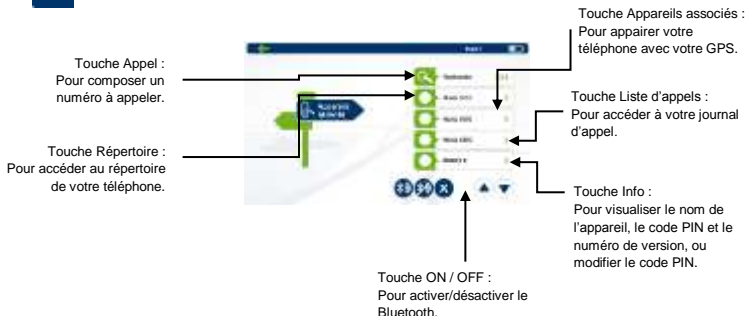 Touche Appareils associés :
Pour appairer votre
téléphone avec votre GPS.
Touche Appel :
Pour composer un
numéro à appeler.
Touche Liste d'appels :
Pour accéder à votre journal
d'appel.
Touche Répertoire :
Pour accéder au répertoire
de votre téléphone.
Touche Info :
Pour visualiser le nom de
l'appareil, le code PIN et le
numéro de version, ou
modifier le code PIN.
Touche ON / OFF :
Pour activer/désactiver le
Bluetooth.